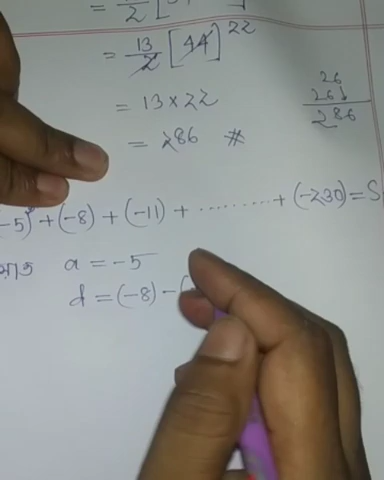 = 13/2 [44] 22
= 13 × 22
= 286 #
26
26↓
286
(-5) + (-8) + (-11) + .......... + (-230) = S
a = -5
d = (-8) - (